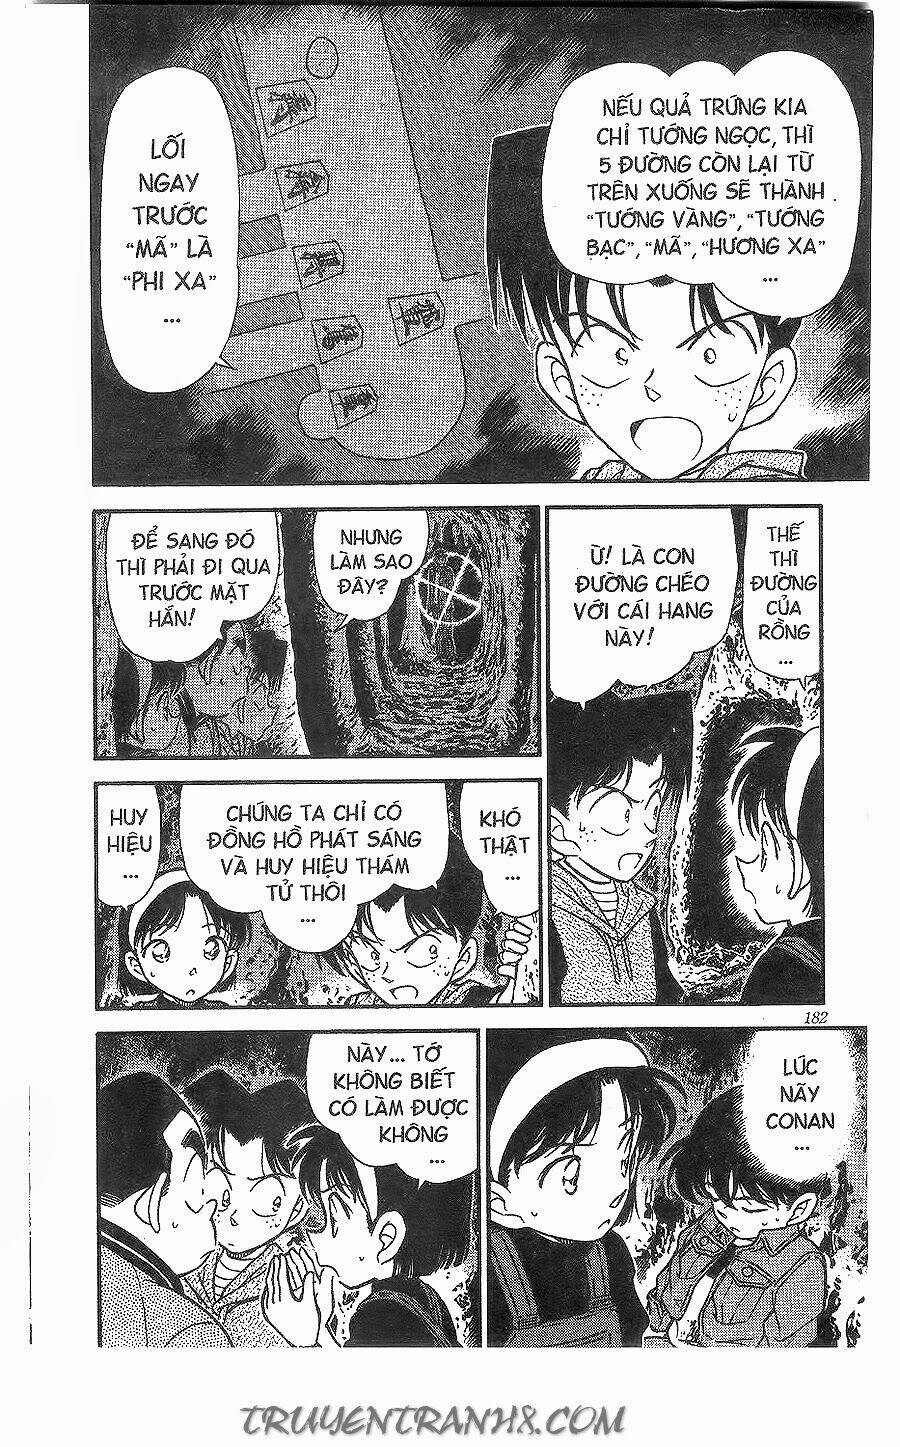 NẾU QUẢ TRỨNG KIA
CHỈ TƯỚNG NGỌC, THÌ
5 ĐƯỜNG CÒN LẠI TỪ
TRÊN XUỐNG SẼ THÀNH
"TƯỚNG VÀNG", "TƯỚNG
BẠC", "MÃ", "HƯƠNG XA"
...
LỐI
NGAY
TRƯỚC
"MÃ" LÀ
"PHI XA"
...
THẾ
THÌ
ĐƯỜNG
CỦA
RỒNG
...
Ừ! LÀ CON
ĐƯỜNG CHÉO
VỚI CÁI HANG
NÀY!
NHƯNG
LÀM SAO
ĐÂY?
ĐỂ SANG ĐÓ
THÌ PHẢI ĐI QUA
TRƯỚC MẶT
HẮN!
KHÓ
THẬT
...
CHÚNG TA CHỈ CÓ
ĐỒNG HỒ PHÁT SÁNG
VÀ HUY HIỆU THÁM
TỬ THÔI
...
HUY
HIỆU
...
182
LÚC
NÃY
CONAN
...
NÀY... TỚ
KHÔNG BIẾT
CÓ LÀM ĐƯỢC
KHÔNG
...
TRUYENTRANH8.COM